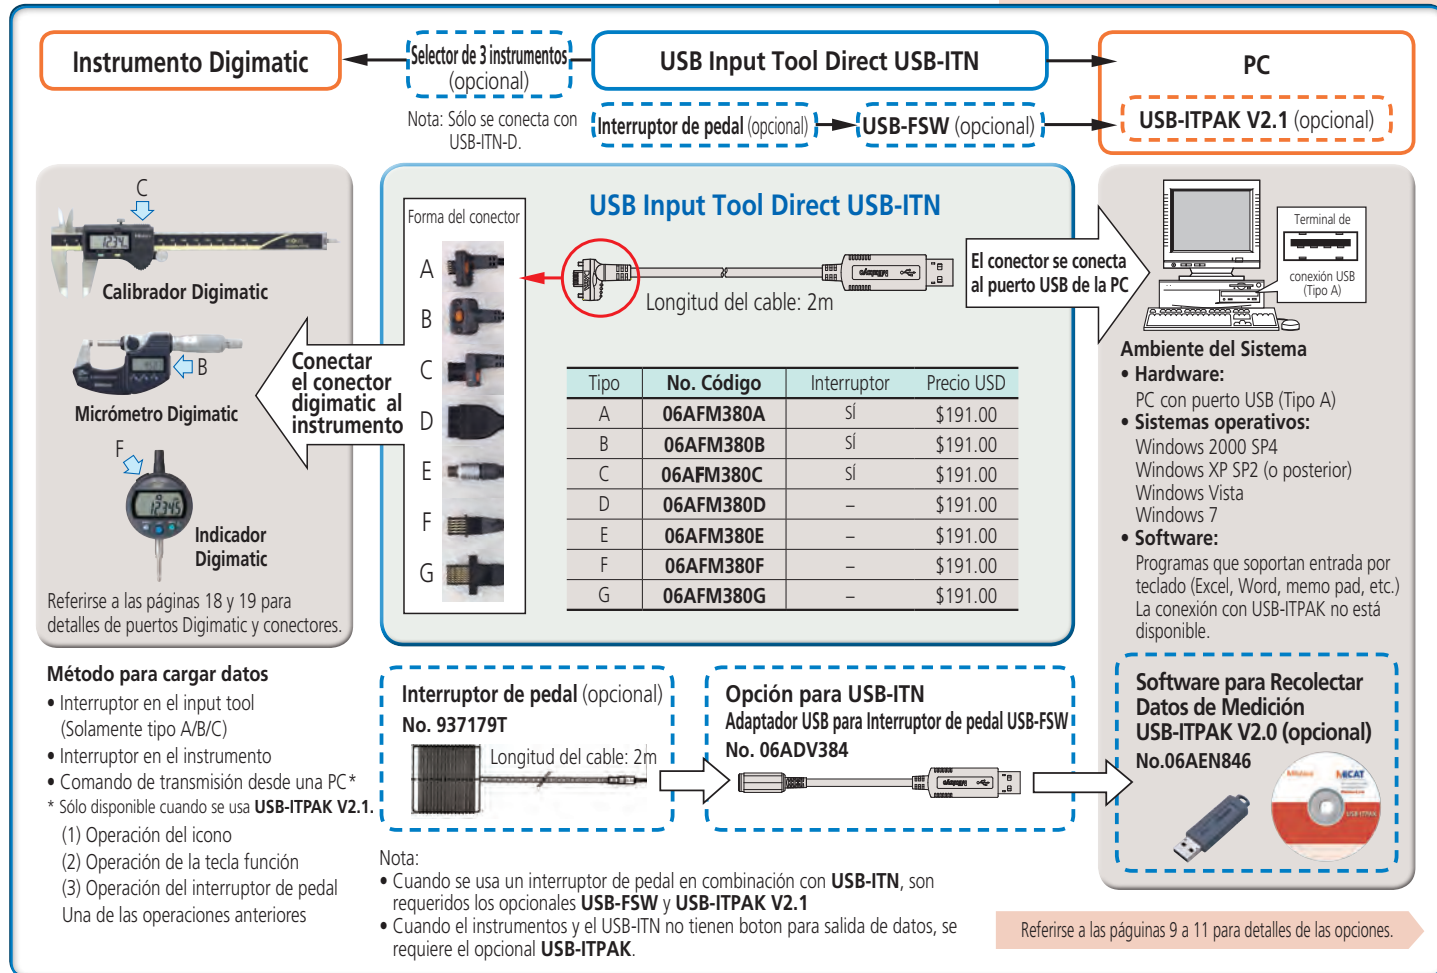 Instrumento Digimatic
Selector de 3 instrumentos
(opcional)
USB Input Tool Direct USB-ITN
PC
Nota: Sólo se conecta con
USB-ITN-D.
Interruptor de pedal (opcional)
USB-FSW (opcional)
USB-ITPAK V2.1 (opcional)
C
Calibrador Digimatic
B
Micrómetro Digimatic
F
Indicador
Digimatic
Referirse a las páginas 18 y 19 para
detalles de puertos Digimatic y conectores.
Conectar
el conector
digimatic al
instrumento
Forma del conector
A
B
C
D
E
F
G
USB Input Tool Direct USB-ITN
Mitutoyo
Longitud del cable: 2m
Tipo No. Código Interruptor Precio USD
A 06AFM380A SÍ $191.00
B 06AFM380B SÍ $191.00
C 06AFM380C SÍ $191.00
D 06AFM380D – $191.00
E 06AFM380E – $191.00
F 06AFM380F – $191.00
G 06AFM380G – $191.00
El conector se conecta
al puerto USB de la PC
Terminal de
conexión USB
(Tipo A)
Ambiente del Sistema
• Hardware:
PC con puerto USB (Tipo A)
• Sistemas operativos:
Windows 2000 SP4
Windows XP SP2 (o posterior)
Windows Vista
Windows 7
• Software:
Programas que soportan entrada por
teclado (Excel, Word, memo pad, etc.)
La conexión con USB-ITPAK no está
disponible.
Software para Recolectar
Datos de Medición
USB-ITPAK V2.0 (opcional)
No.06AEN846
MECAT
USB-ITPAK
Método para cargar datos
• Interruptor en el input tool
(Solamente tipo A/B/C)
• Interruptor en el instrumento
• Comando de transmisión desde una PC*
* Sólo disponible cuando se usa USB-ITPAK V2.1.
(1) Operación del icono
(2) Operación de la tecla función
(3) Operación del interruptor de pedal
Una de las operaciones anteriores
Interruptor de pedal (opcional)
No. 937179T
Longitud del cable: 2m
Opción para USB-ITN
Adaptador USB para Interruptor de pedal USB-FSW
No. 06ADV384
Mitutoyo
Nota:
• Cuando se usa un interruptor de pedal en combinación con USB-ITN, son
requeridos los opcionales USB-FSW y USB-ITPAK V2.1
• Cuando el instrumentos y el USB-ITN no tienen boton para salida de datos, se
requiere el opcional USB-ITPAK.
Referirse a las páguinas 9 a 11 para detalles de las opciones.